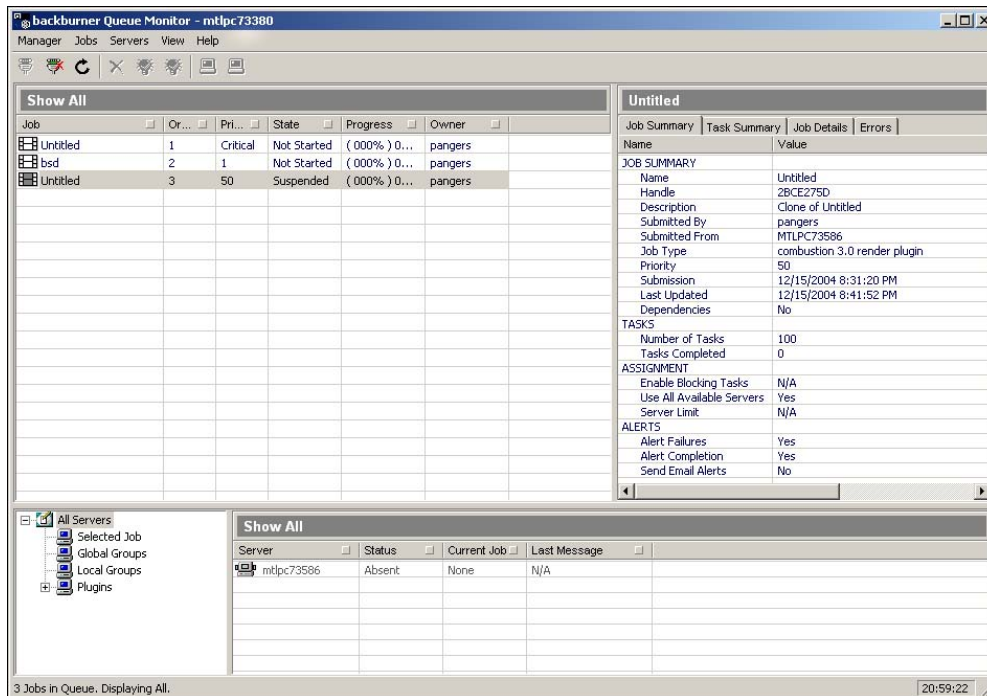 backburner Queue Monitor - mtlpc73380
Manager Jobs Servers View Help
Show All
Job Or... Pri... State Progress Owner
Untitled 1 Critical Not Started (000% ) 0... pangers
bsd 2 1 Not Started (000% ) 0... pangers
Untitled 3 50 Suspended (000% ) 0... pangers
Untitled
Job Summary Task Summary Job Details Errors
Name Value
JOB SUMMARY
Name Untitled
Handle 2BCE275D
Description Clone of Untitled
Submitted By pangers
Submitted From MTLPC73586
Job Type combustion 3.0 render plugin
Priority 50
Submission 12/15/2004 8:31:20 PM
Last Updated 12/15/2004 8:41:52 PM
Dependencies No
TASKS
Number of Tasks 100
Tasks Completed 0
ASSIGNMENT
Enable Blocking Tasks N/A
Use All Available Servers Yes
Server Limit N/A
ALERTS
Alert Failures Yes
Alert Completion Yes
Send Email Alerts No
All Servers
Selected Job
Global Groups
Local Groups
Plugins
Show All
Server Status Current Job Last Message
mtlpc73586 Absent None N/A
3 Jobs in Queue. Displaying All.
20:59:22